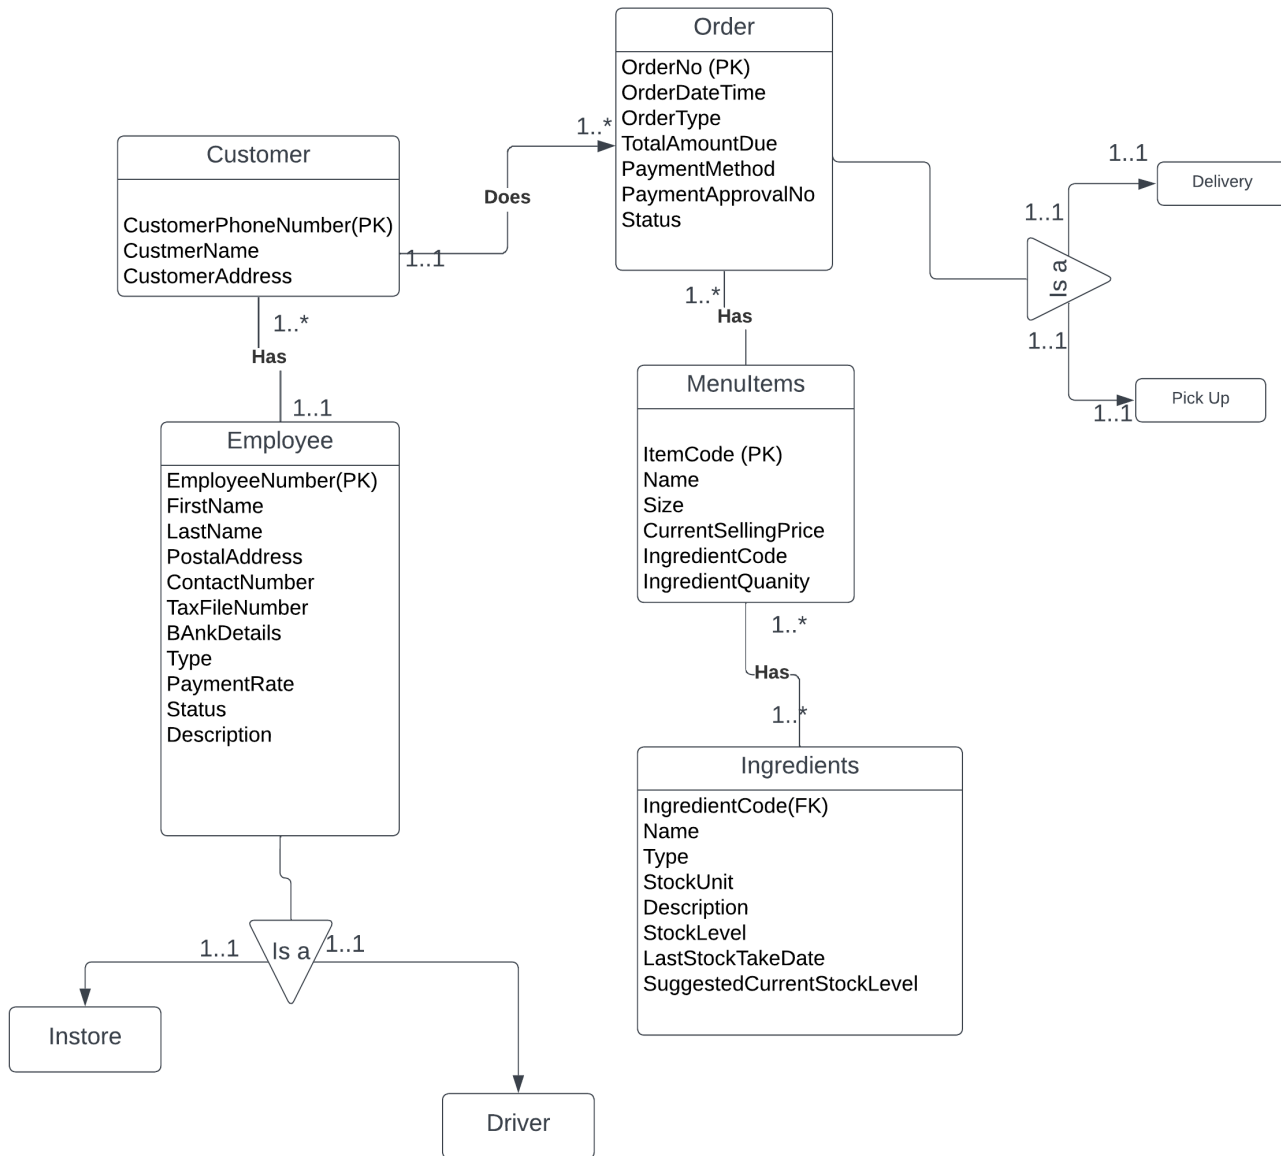 Order
OrderNo (PK)
OrderDateTime
OrderType
TotalAmountDue
PaymentMethod
PaymentApprovalNo
Status
1..*
Customer
CustomerPhoneNumber(PK)
CustmerName
CustomerAddress
Does
1..1
1..1
Delivery
1..1
Is a
1..1
1..1
Pick Up
1..*
Has
1..1
1..*
Has
MenuItems
ItemCode (PK)
Name
Size
CurrentSellingPrice
IngredientCode
IngredientQuanity
Employee
EmployeeNumber(PK)
FirstName
LastName
PostalAddress
ContactNumber
TaxFileNumber
BAnkDetails
Type
PaymentRate
Status
Description
1..*
Has
1..*
Ingredients
IngredientCode(FK)
Name
Type
StockUnit
Description
StockLevel
LastStockTakeDate
SuggestedCurrentStockLevel
1..1
Is a
1..1
Instore
Driver